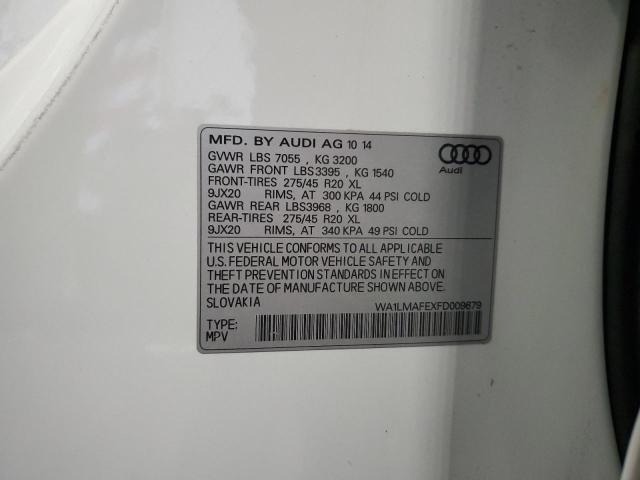 MFD. BY AUDI AG 10 14
GVWR LBS 7055 , KG 3200
GAWR FRONT LBS3395 , KG 1540
FRONT-TIRES 275/45 R20 XL
9JX20 RIMS, AT 300 KPA 44 PSI COLD
GAWR REAR LBS3968 , KG 1800
REAR-TIRES 275/45 R20 XL
9JX20 RIMS, AT 340 KPA 49 PSI COLD
THIS VEHICLE CONFORMS TO ALL APPLICABLE
U.S. FEDERAL MOTOR VEHICLE SAFETY AND
THEFT PREVENTION STANDARDS IN EFFECT ON
THE DATE OF MANUFACTURE SHOWN ABOVE.
SLOVAKIA
WA1LMAFEXFD009679
TYPE:
MPV
Audi